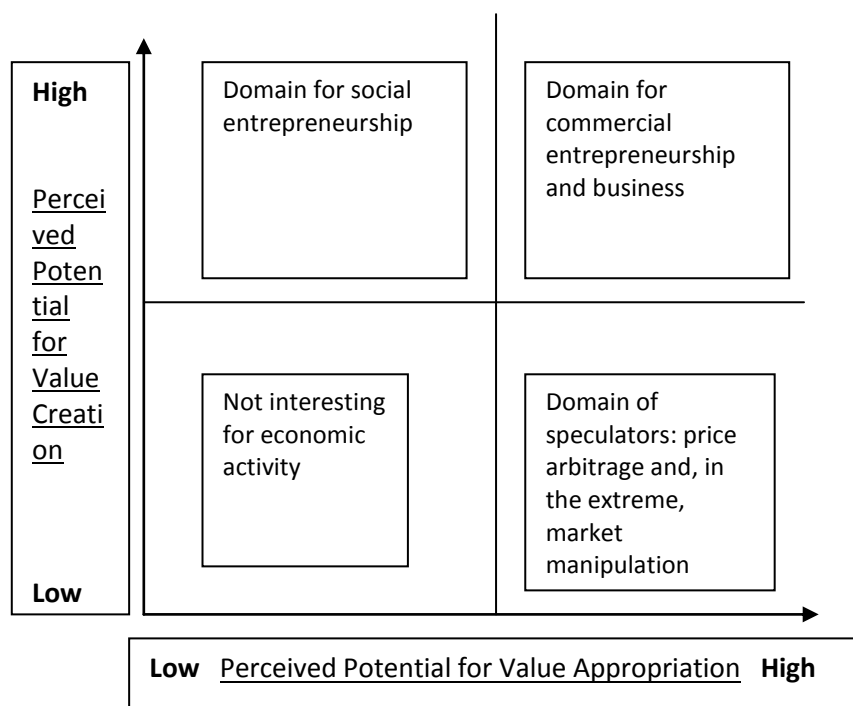 High
Percei
ved
Poten
tial
for
Value
Creati
on
Low
Domain for social
entrepreneurship
Domain for
commercial
entrepreneurship
and business
Not interesting
for economic
activity
Domain of
speculators: price
arbitrage and, in
the extreme,
market
manipulation
Low Perceived Potential for Value Appropriation High